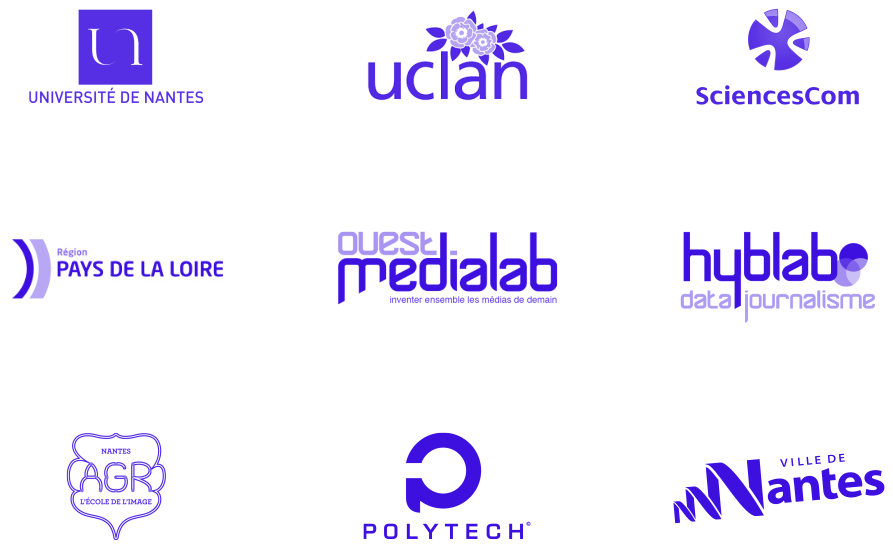 UN
UNIVERSITÉ DE NANTES
uclan
SciencesCom
Région
PAYS DE LA LOIRE
ouest
medialab
inventer ensemble les médias de demain
hyblab
data journalisme
NANTES
AGR
L'ÉCOLE DE L'IMAGE
POLYTECH©
VILLE DE
Nantes